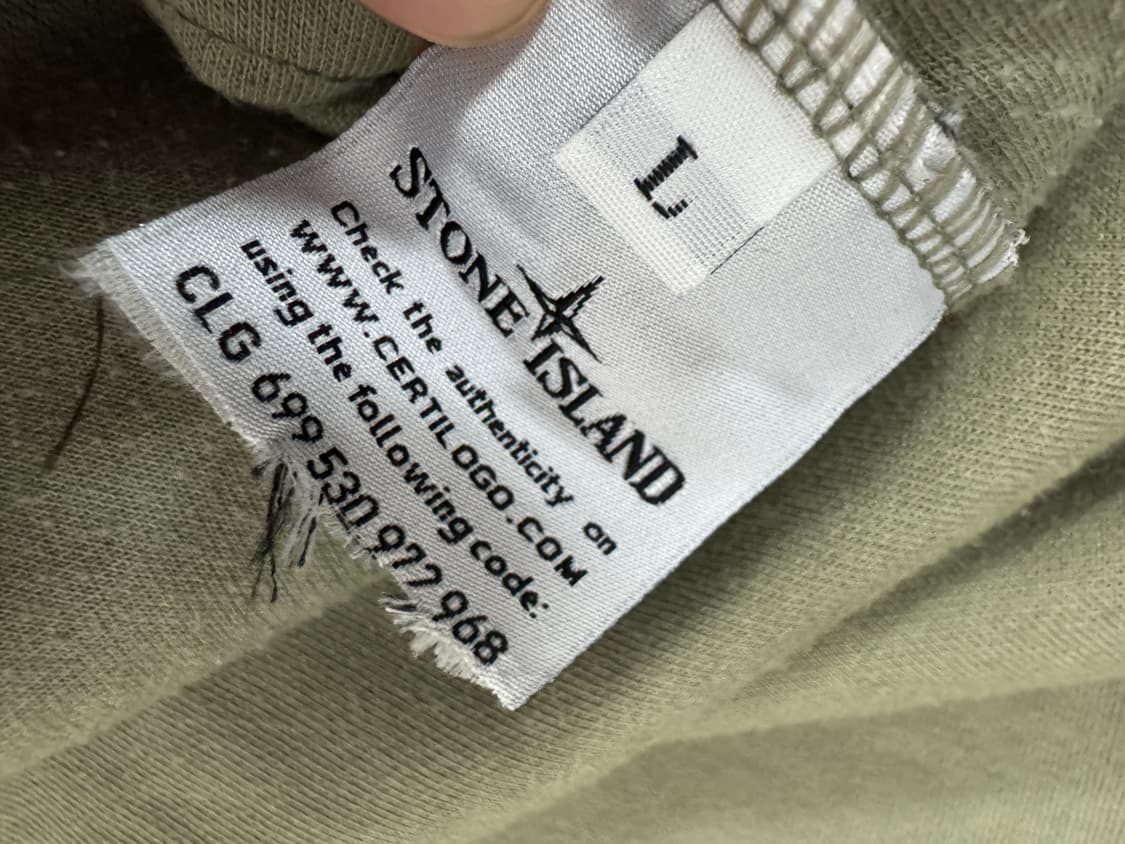 L
STONE ISLAND
Check the authenticity on
WWW.CERTILOGO.COM
using the following code:
CLG 699 530 977 968